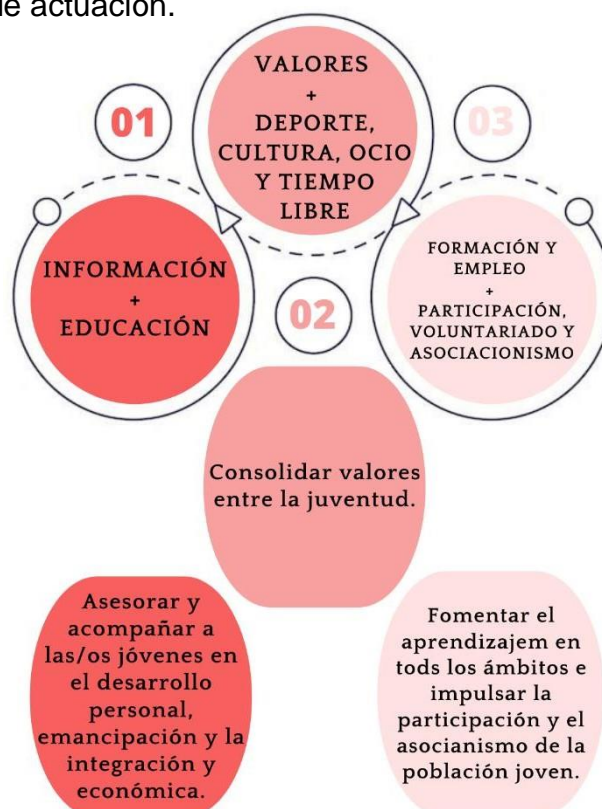 de actuación.
01
INFORMACIÓN
+
EDUCACIÓN
VALORES
+
DEPORTE,
CULTURA, OCIO
Y TIEMPO
LIBRE
02
03
FORMACIÓN Y
EMPLEO
+
PARTICIPACIÓN,
VOLUNTARIADO Y
ASOCIACIONISMO
Consolidar valores
entre la juventud.
Asesorar y
acompañar a
las/os jóvenes en
el desarrollo
personal,
emancipación y la
integración y
económica.
Fomentar el
aprendizajem en
tods los ámbitos e
impulsar la
participación y el
asocianismo de la
población joven.